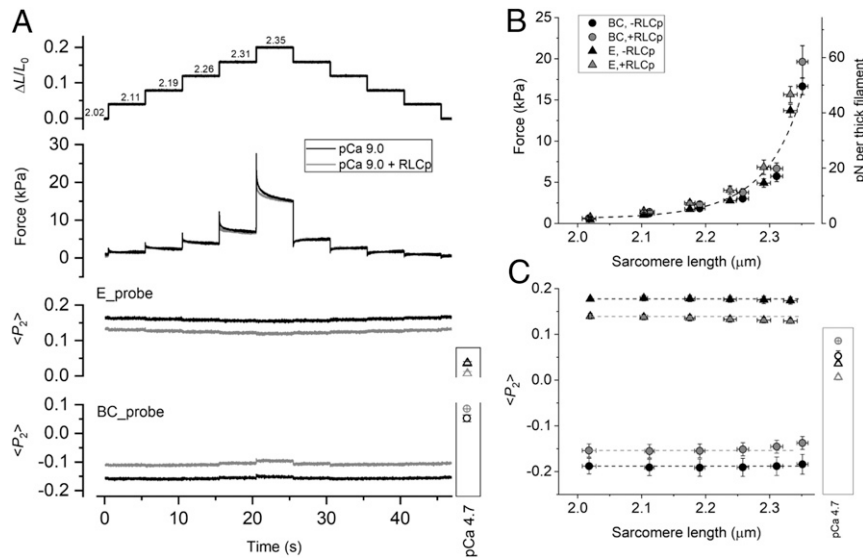 A
0.2
0.1
0.0
ΔL/L0
2.02
2.11
2.19
2.26
2.31
2.35
30
20
10
0
Force (kPa)
pCa 9.0
pCa 9.0 + RLCp
E_probe
0.2
0.1
0.0
<P2>
BC_probe
0.1
0.0
-0.1
-0.2
<P2>
0 10 20 30 40
Time (s)
pCa 4.7
B
BC, -RLCp
BC,+RLCp
E, -RLCp
E,+RLCp
25
20
15
10
5
0
Force (kPa)
60
40
20
0
pN per thick filament
2.0 2.1 2.2 2.3
Sarcomere length (μm)
C
0.2
0.1
0.0
-0.1
-0.2
<P2>
2.0 2.1 2.2 2.3
Sarcomere length (μm)
pCa 4.7